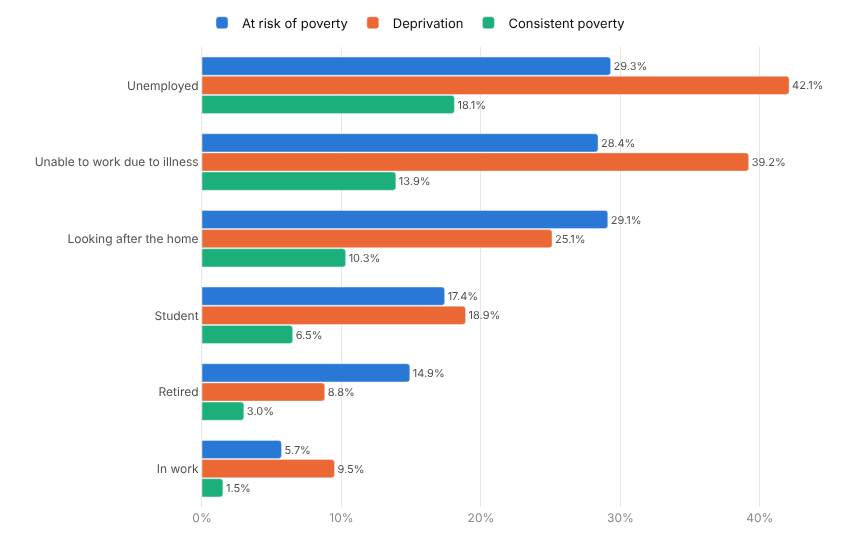 At risk of poverty Deprivation Consistent poverty
Unemployed
29.3%
42.1%
18.1%
Unable to work due to illness
28.4%
39.2%
13.9%
Looking after the home
29.1%
25.1%
10.3%
Student
17.4%
18.9%
6.5%
Retired
14.9%
8.8%
3.0%
In work
5.7%
9.5%
1.5%
0% 10% 20% 30% 40%